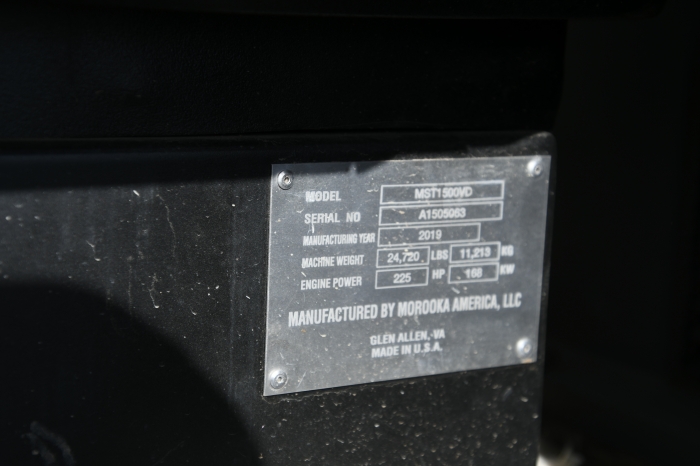 MODEL MST1500VD
SERIAL NO A1505063
MANUFACTURING YEAR 2019
MACHINE WEIGHT 24,720 LBS 11,213 KG
ENGINE POWER 225 HP 168 KW
MANUFACTURED BY MOROOKA AMERICA, LLC
GLEN ALLEN, VA
MADE IN U.S.A.